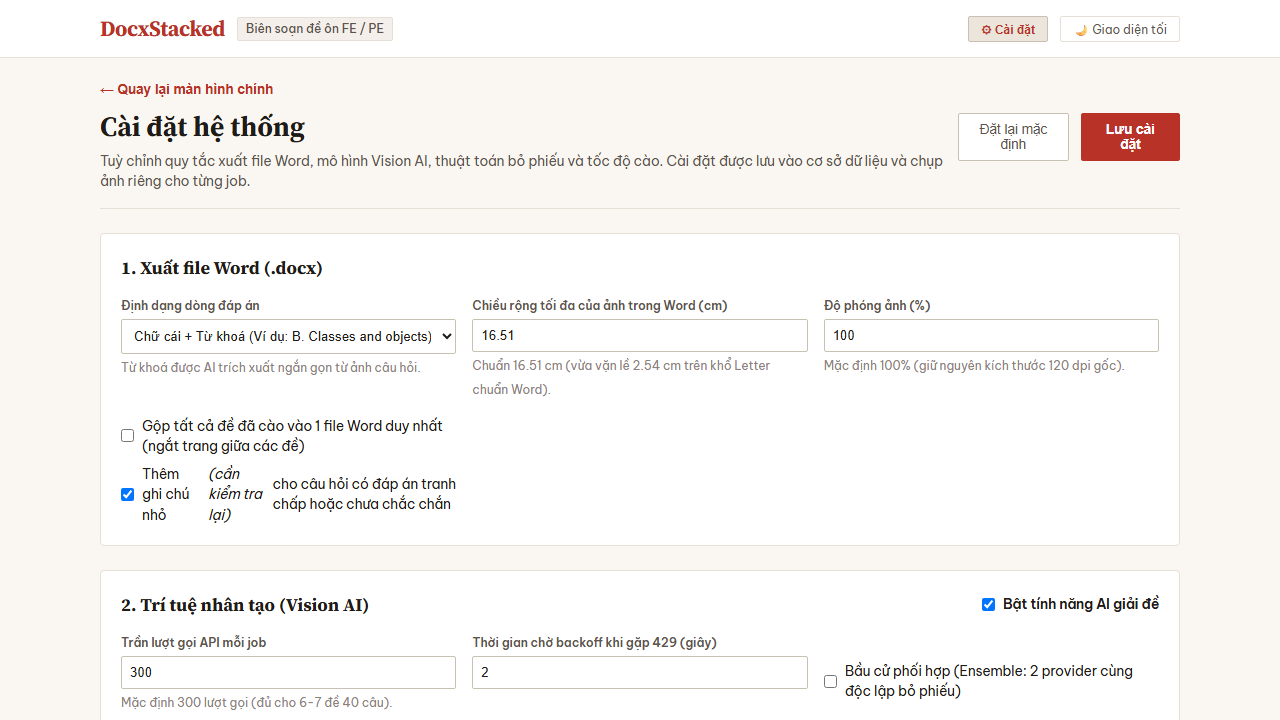 DocxStacked
Biên soạn đề ôn FE / PE
⚙ Cài đặt
🌙 Giao diện tối
← Quay lại màn hình chính
Cài đặt hệ thống
Tuỳ chỉnh quy tắc xuất file Word, mô hình Vision AI, thuật toán bỏ phiếu và tốc độ cào. Cài đặt được lưu vào cơ sở dữ liệu và chụp
ảnh riêng cho từng job.
Đặt lại mặc
định
Lưu cài
đặt
1. Xuất file Word (.docx)
Định dạng dòng đáp án
Chữ cái + Từ khoá (Ví dụ: B. Classes and objects)
Từ khoá được AI trích xuất ngắn gọn từ ảnh câu hỏi.
Chiều rộng tối đa của ảnh trong Word (cm)
16.51
Chuẩn 16.51 cm (vừa vặn lề 2.54 cm trên khổ Letter
chuẩn Word).
Độ phóng ảnh (%)
100
Mặc định 100% (giữ nguyên kích thước 120 dpi gốc).
Gộp tất cả đề đã cào vào 1 file Word duy nhất
(ngắt trang giữa các đề)
Thêm
ghi chú
nhỏ
(cần
kiểm tra
lại)
cho câu hỏi có đáp án tranh
chấp hoặc chưa chắc chắn
2. Trí tuệ nhân tạo (Vision AI)
Bật tính năng AI giải đề
Trần lượt gọi API mỗi job
300
Mặc định 300 lượt gọi (đủ cho 6-7 đề 40 câu).
Thời gian chờ backoff khi gặp 429 (giây)
2
Bầu cử phối hợp (Ensemble: 2 provider cùng
độc lập bỏ phiếu)